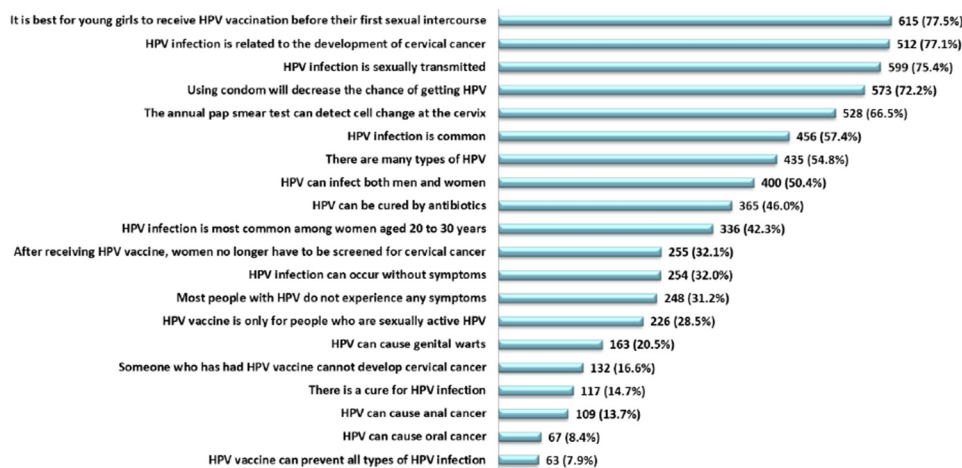 It is best for young girls to receive HPV vaccination before their first sexual intercourse 615 (77.5%)
HPV infection is related to the development of cervical cancer 512 (77.1%)
HPV infection is sexually transmitted 599 (75.4%)
Using condom will decrease the chance of getting HPV 573 (72.2%)
The annual pap smear test can detect cell change at the cervix 528 (66.5%)
HPV infection is common 456 (57.4%)
There are many types of HPV 435 (54.8%)
HPV can infect both men and women 400 (50.4%)
HPV can be cured by antibiotics 365 (46.0%)
HPV infection is most common among women aged 20 to 30 years 336 (42.3%)
After receiving HPV vaccine, women no longer have to be screened for cervical cancer 255 (32.1%)
HPV infection can occur without symptoms 254 (32.0%)
Most people with HPV do not experience any symptoms 248 (31.2%)
HPV vaccine is only for people who are sexually active HPV 226 (28.5%)
HPV can cause genital warts 163 (20.5%)
Someone who has had HPV vaccine cannot develop cervical cancer 132 (16.6%)
There is a cure for HPV infection 117 (14.7%)
HPV can cause anal cancer 109 (13.7%)
HPV can cause oral cancer 67 (8.4%)
HPV vaccine can prevent all types of HPV infection 63 (7.9%)